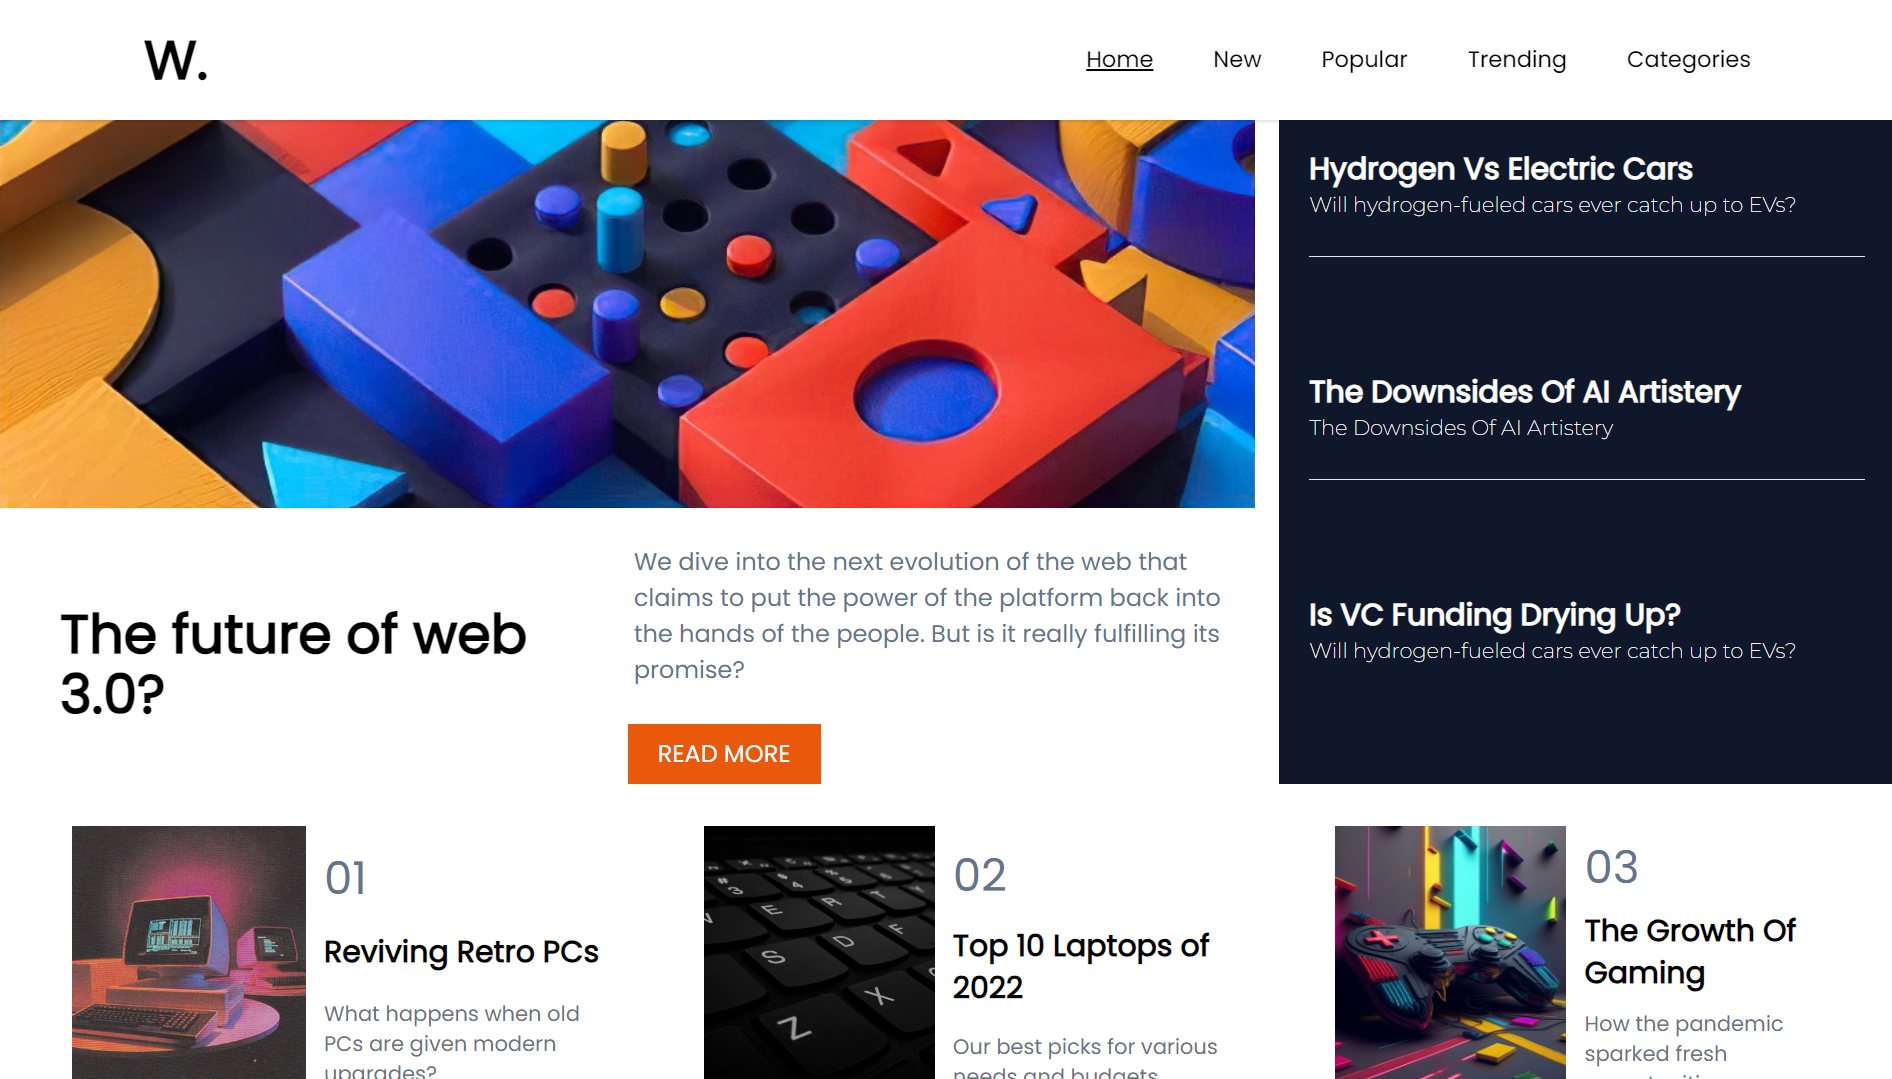 W.
Home
New
Popular
Trending
Categories
We dive into the next evolution of the web that
claims to put the power of the platform back into
the hands of the people. But is it really fulfilling its
promise?
The future of web
3.0?
READ MORE
Hydrogen Vs Electric Cars
Will hydrogen-fueled cars ever catch up to EVs?
The Downsides Of AI Artistery
The Downsides Of AI Artistery
Is VC Funding Drying Up?
Will hydrogen-fueled cars ever catch up to EVs?
01
Reviving Retro PCs
What happens when old
PCs are given modern
upgrades?
# 3
4
5
E R T
S D F
Z X
02
Top 10 Laptops of
2022
Our best picks for various
needs and budgets
03
The Growth Of
Gaming
How the pandemic
sparked fresh